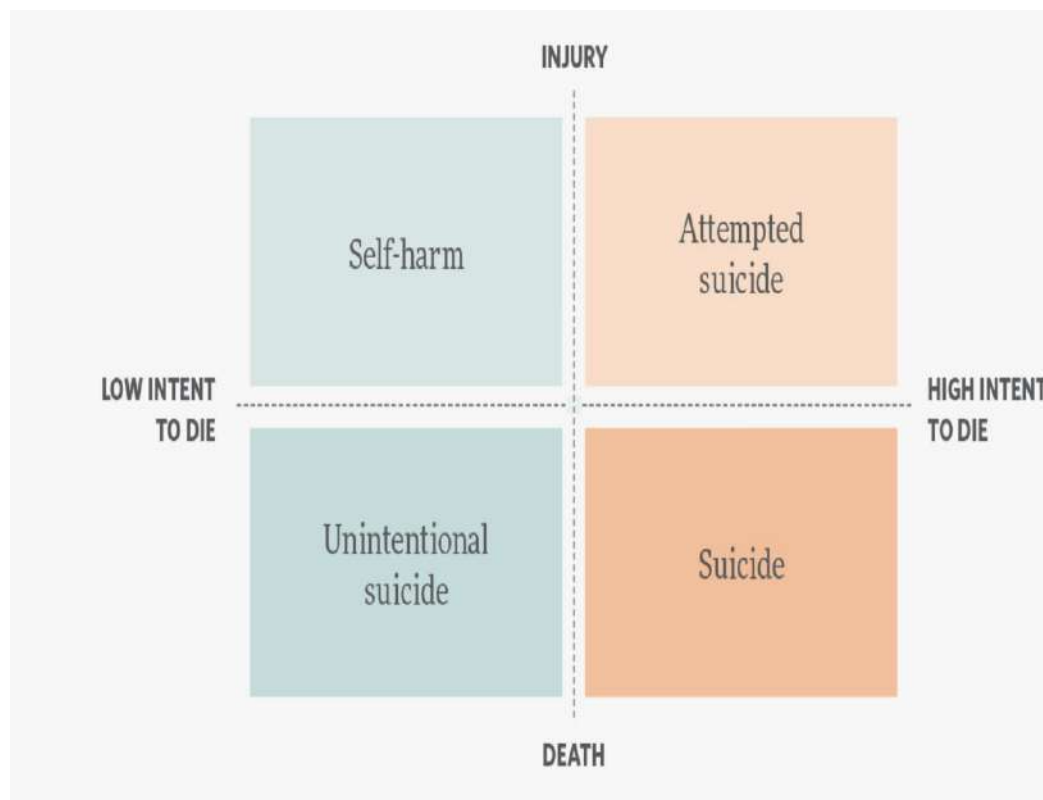 INJURY
Self-harm
Attempted
suicide
LOW INTENT
TO DIE
HIGH INTENT
TO DIE
Unintentional
suicide
Suicide
DEATH